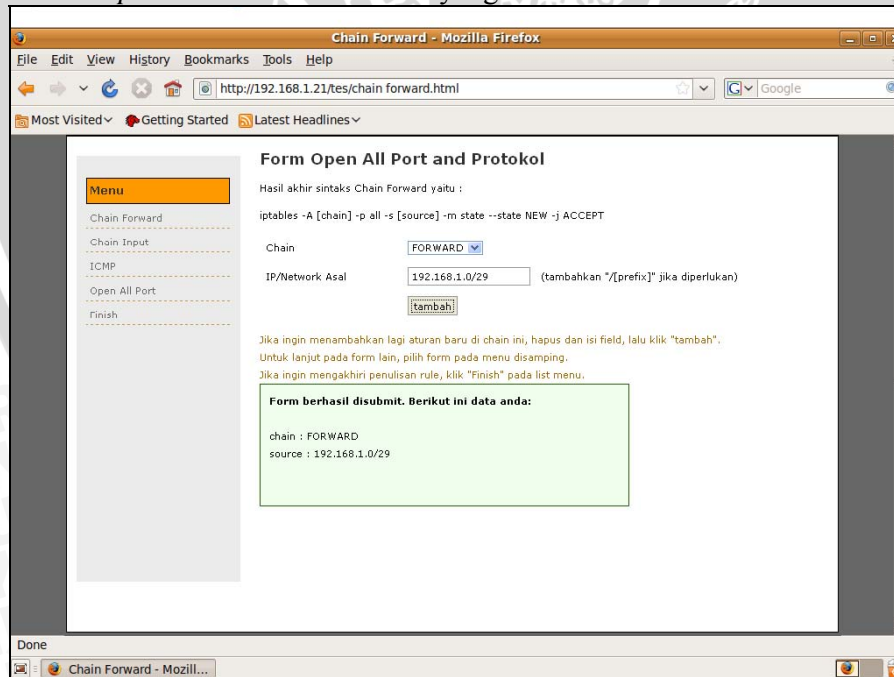 yang
Chain Forward - Mozilla Firefox
File Edit View History Bookmarks Tools Help
http://192.168.1.21/tes/chain forward.html
Google
Most Visited Getting Started Latest Headlines
Form Open All Port and Protokol
Menu
Hasil akhir sintaks Chain Forward yaitu :
Chain Forward
iptables -A [chain] -p all -s [source] -m state --state NEW -j ACCEPT
Chain Input
Chain FORWARD
ICMP
IP/Network Asal 192.168.1.0/29 (tambahkan "/[prefix]" jika diperlukan)
Open All Port
tambah
Finish
Jika ingin menambahkan lagi aturan baru di chain ini, hapus dan isi field, lalu klik "tambah".
Untuk lanjut pada form lain, pilih form pada menu disamping.
Jika ingin mengakhiri penulisan rule, klik "Finish" pada list menu.
Form berhasil disubmit. Berikut ini data anda:
chain : FORWARD
source : 192.168.1.0/29
Done
Chain Forward - Mozill...